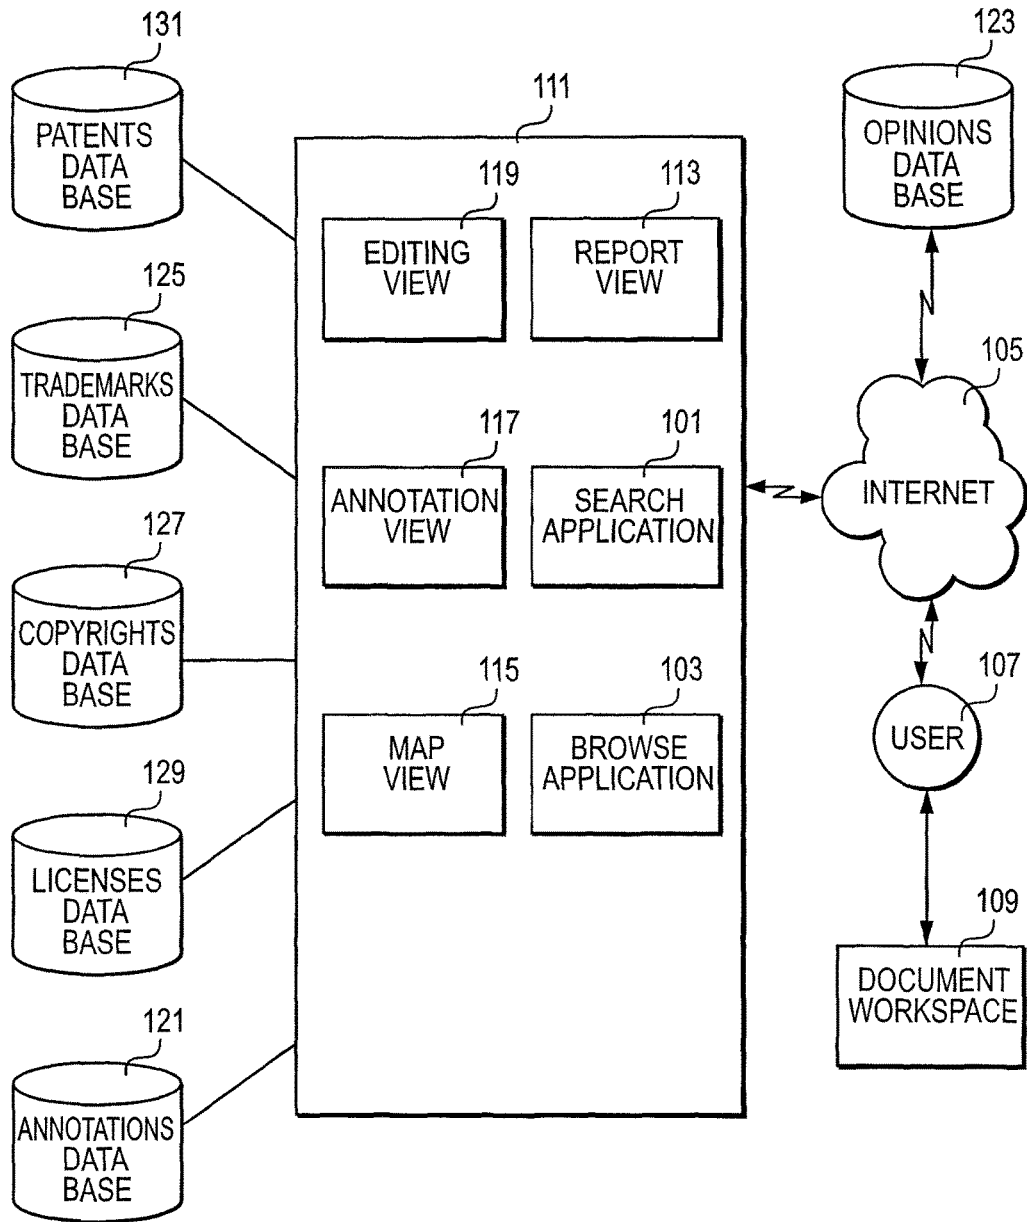 131
PATENTS
DATA
BASE
125
TRADEMARKS
DATA
BASE
127
COPYRIGHTS
DATA
BASE
129
LICENSES
DATA
BASE
121
ANNOTATIONS
DATA
BASE
111
119
EDITING
VIEW
113
REPORT
VIEW
117
ANNOTATION
VIEW
101
SEARCH
APPLICATION
115
MAP
VIEW
103
BROWSE
APPLICATION
123
OPINIONS
DATA
BASE
105
INTERNET
107
USER
109
DOCUMENT
WORKSPACE